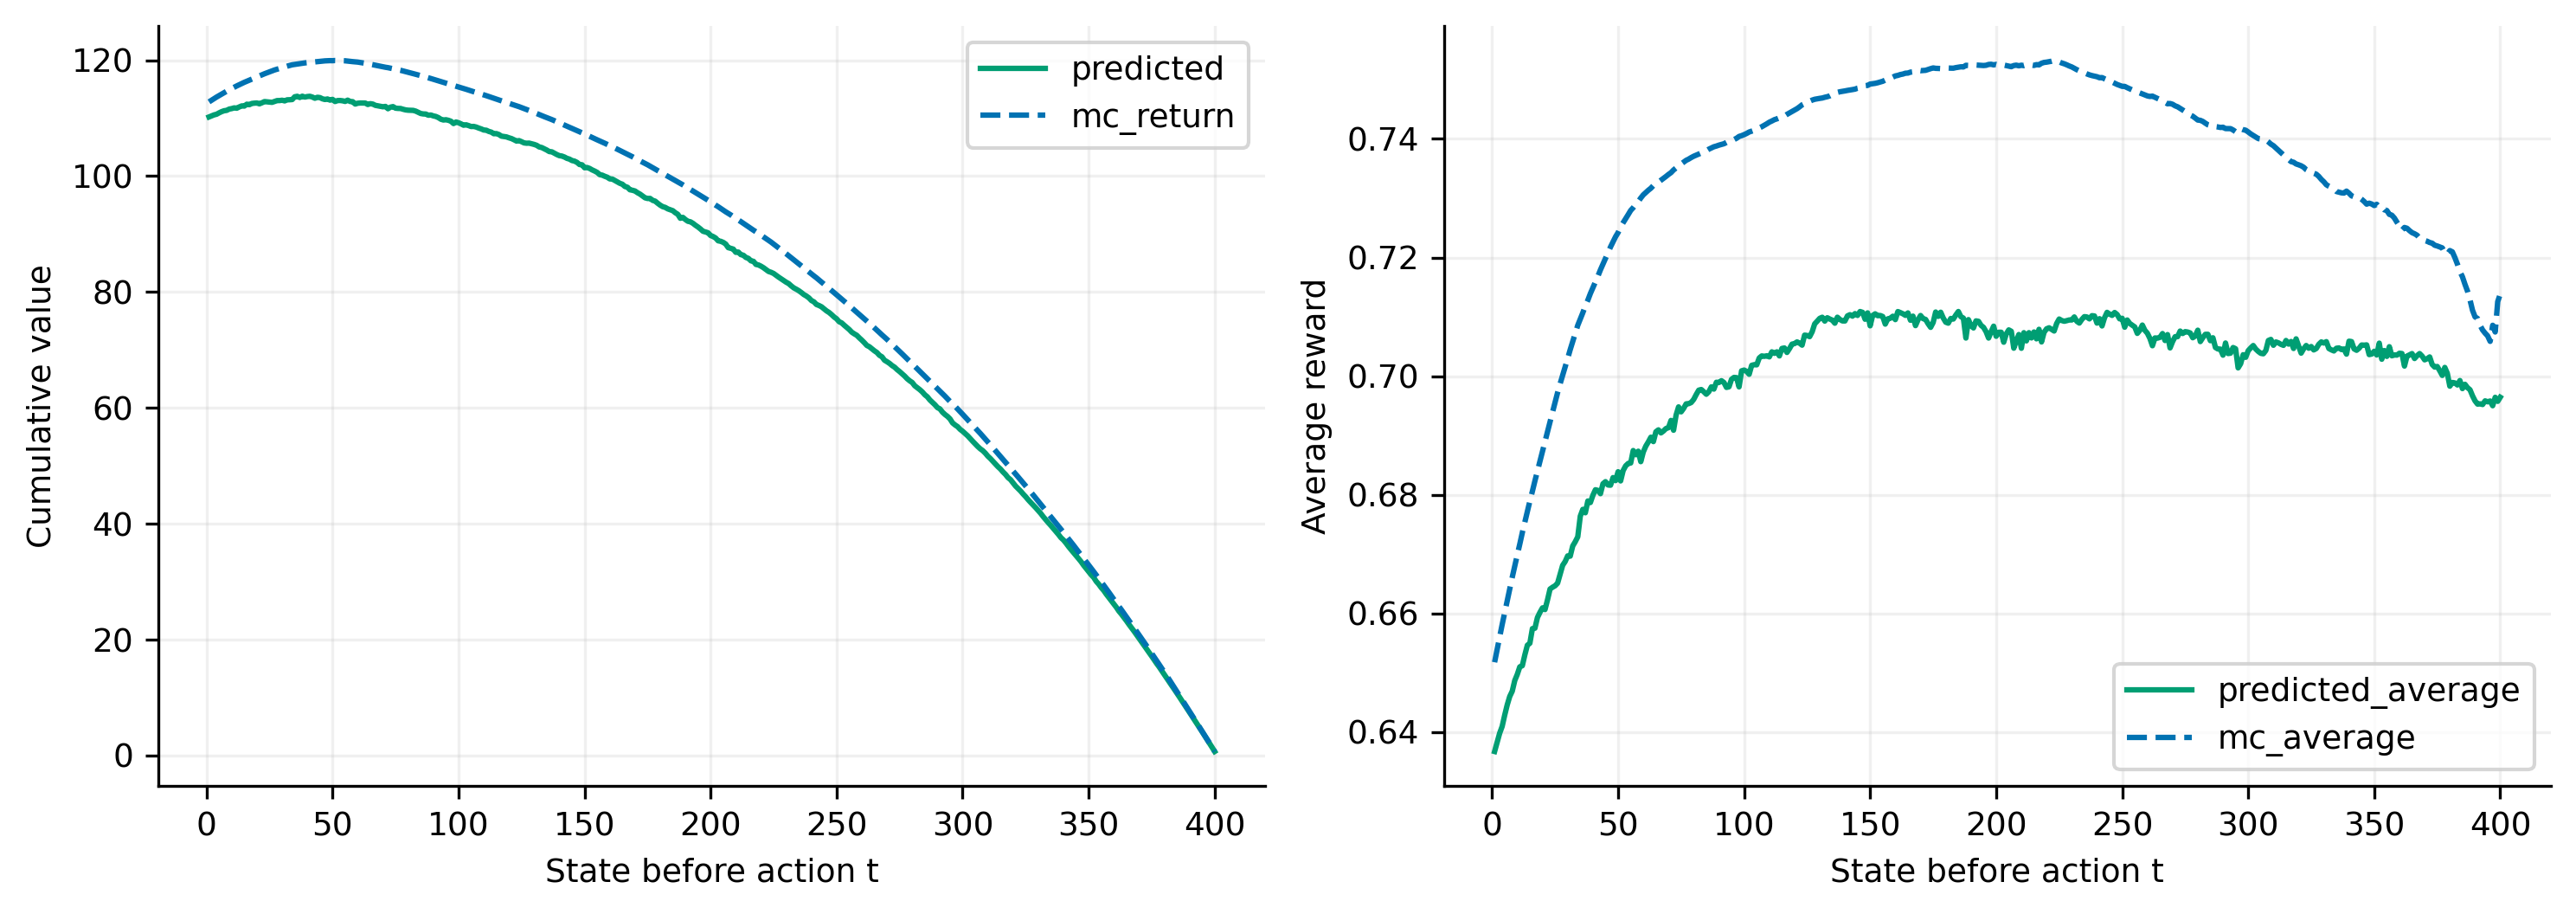 Cumulative value
120
100
80
60
40
20
0
predicted
mc_return
0 50 100 150 200 250 300 350 400
State before action t
Average reward
0.74
0.72
0.70
0.68
0.66
0.64
predicted_average
mc_average
0 50 100 150 200 250 300 350 400
State before action t